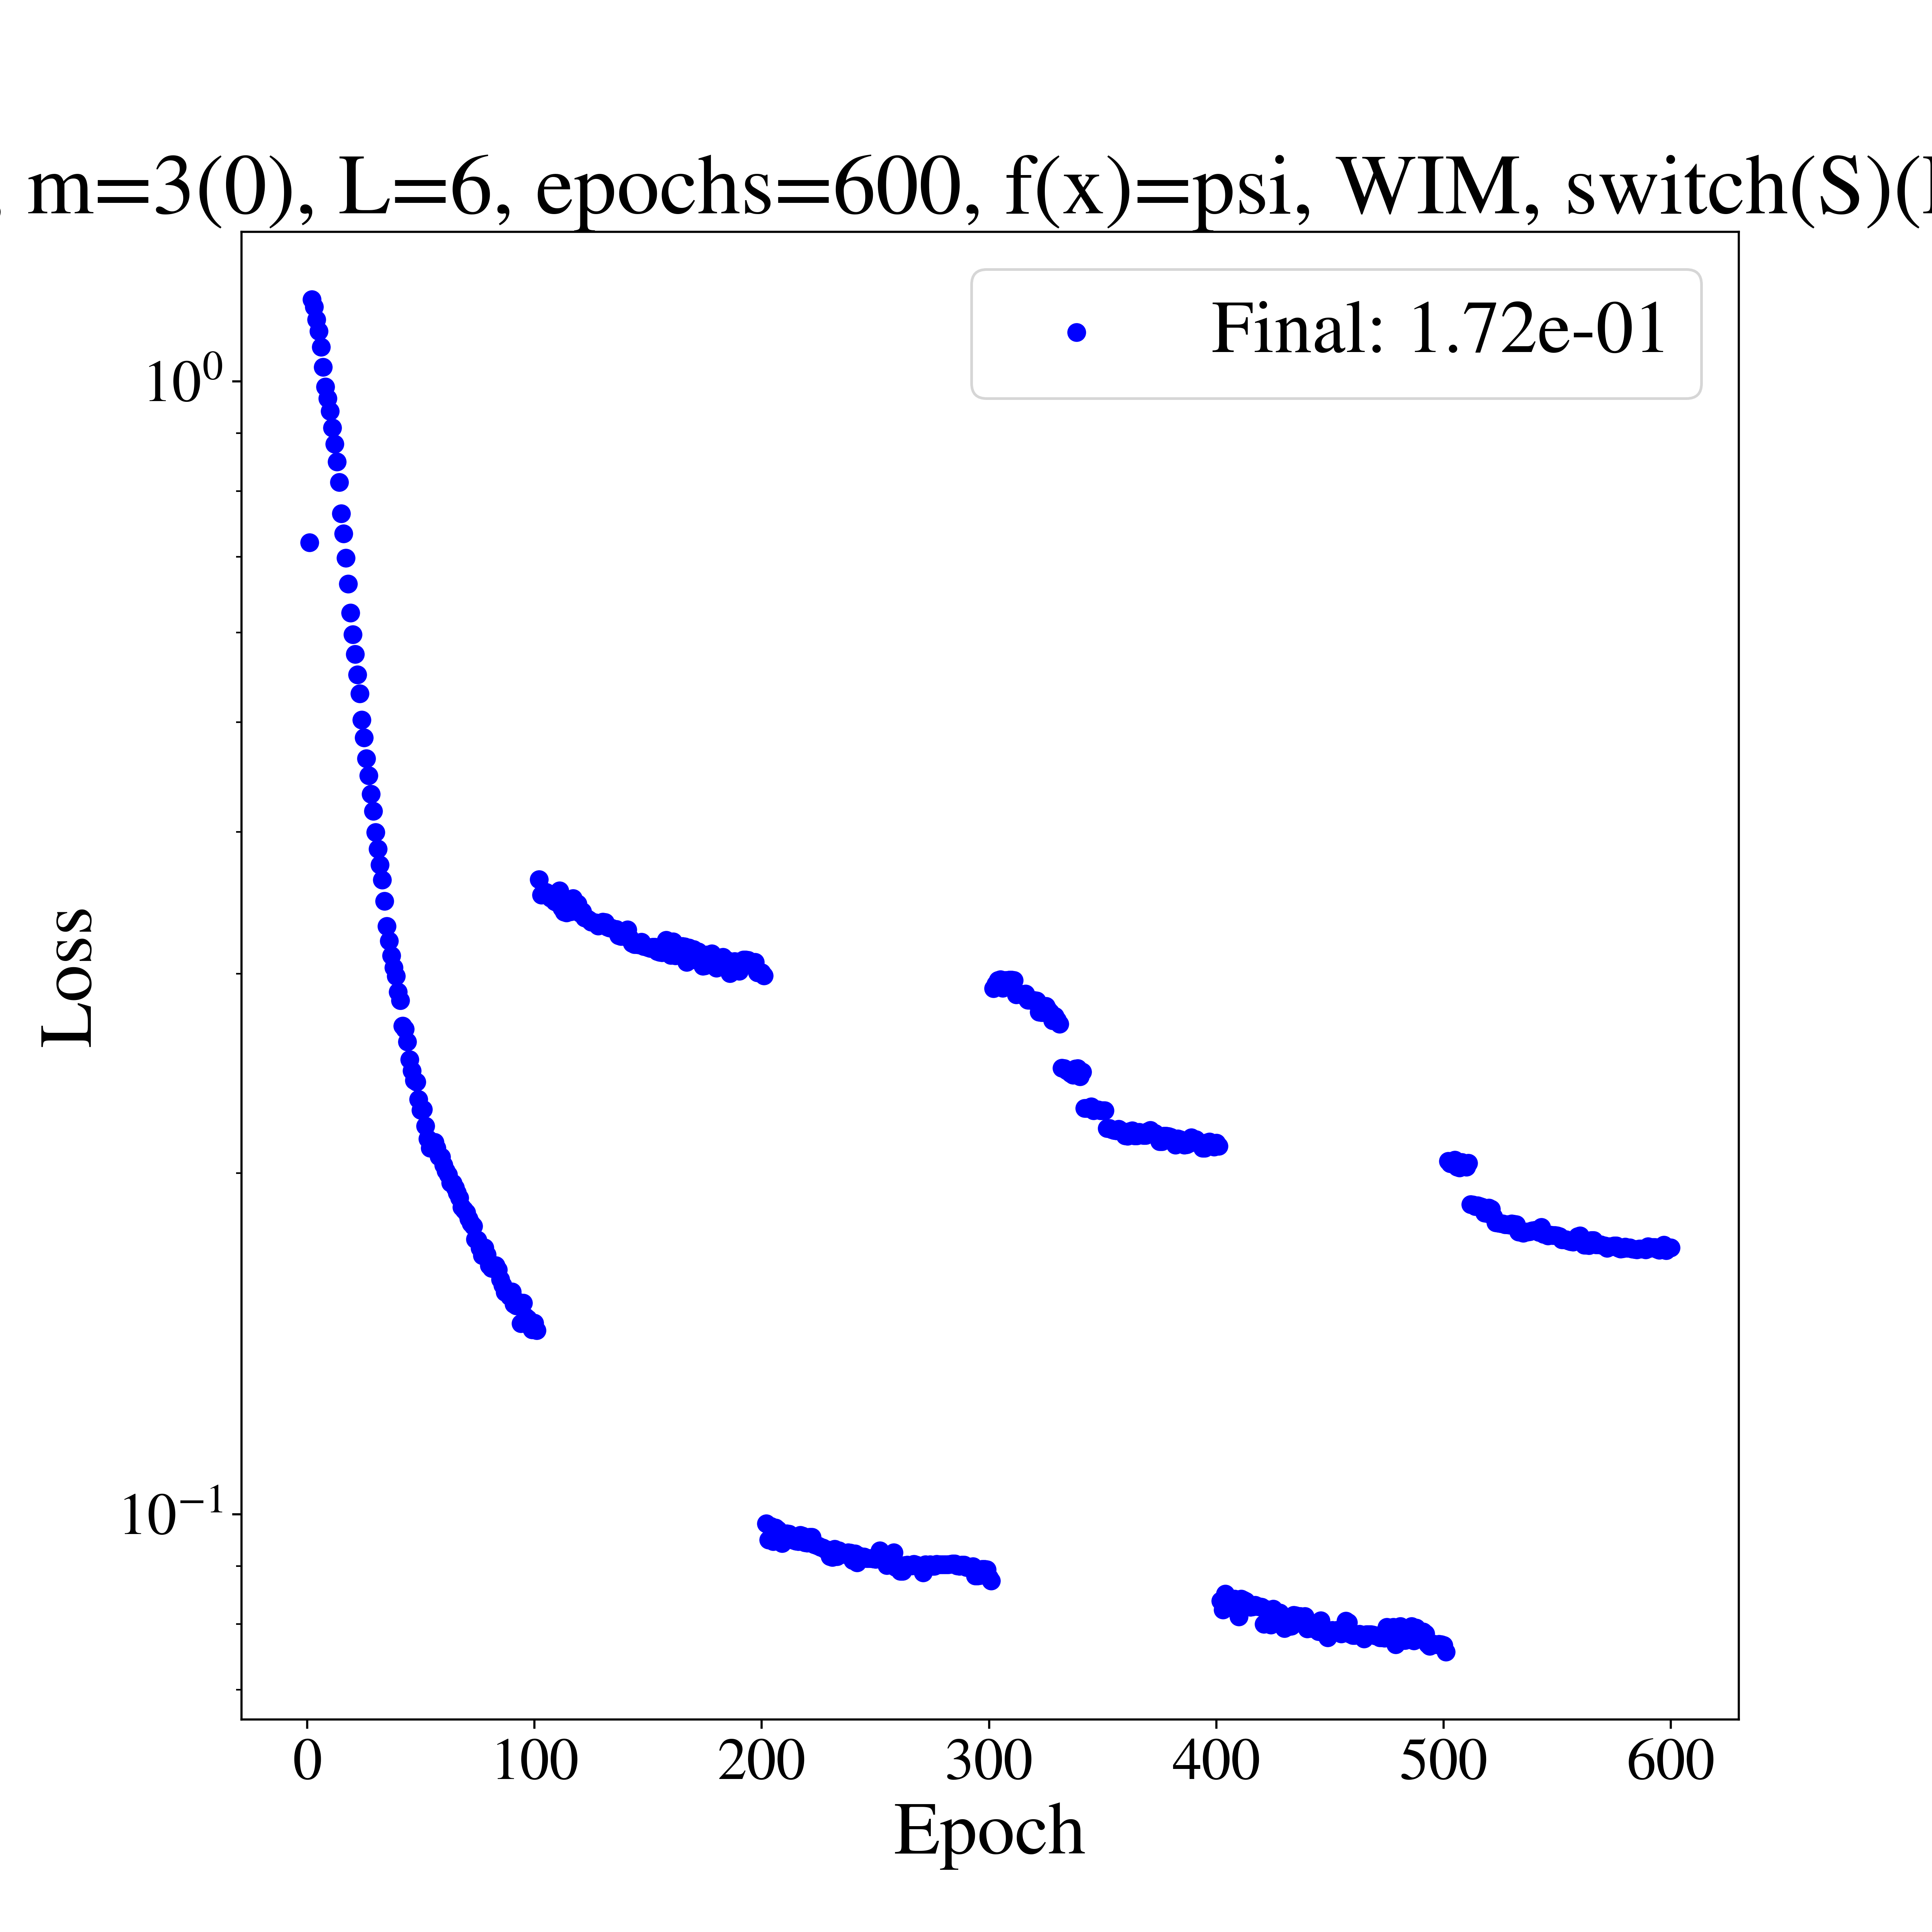 m=3(0), L=6, epochs=600, f(x)=psi, WIM, switch(S)(
Final: 1.72e-01
10⁰
Loss
10⁻¹
0 100 200 300 400 500 600
Epoch